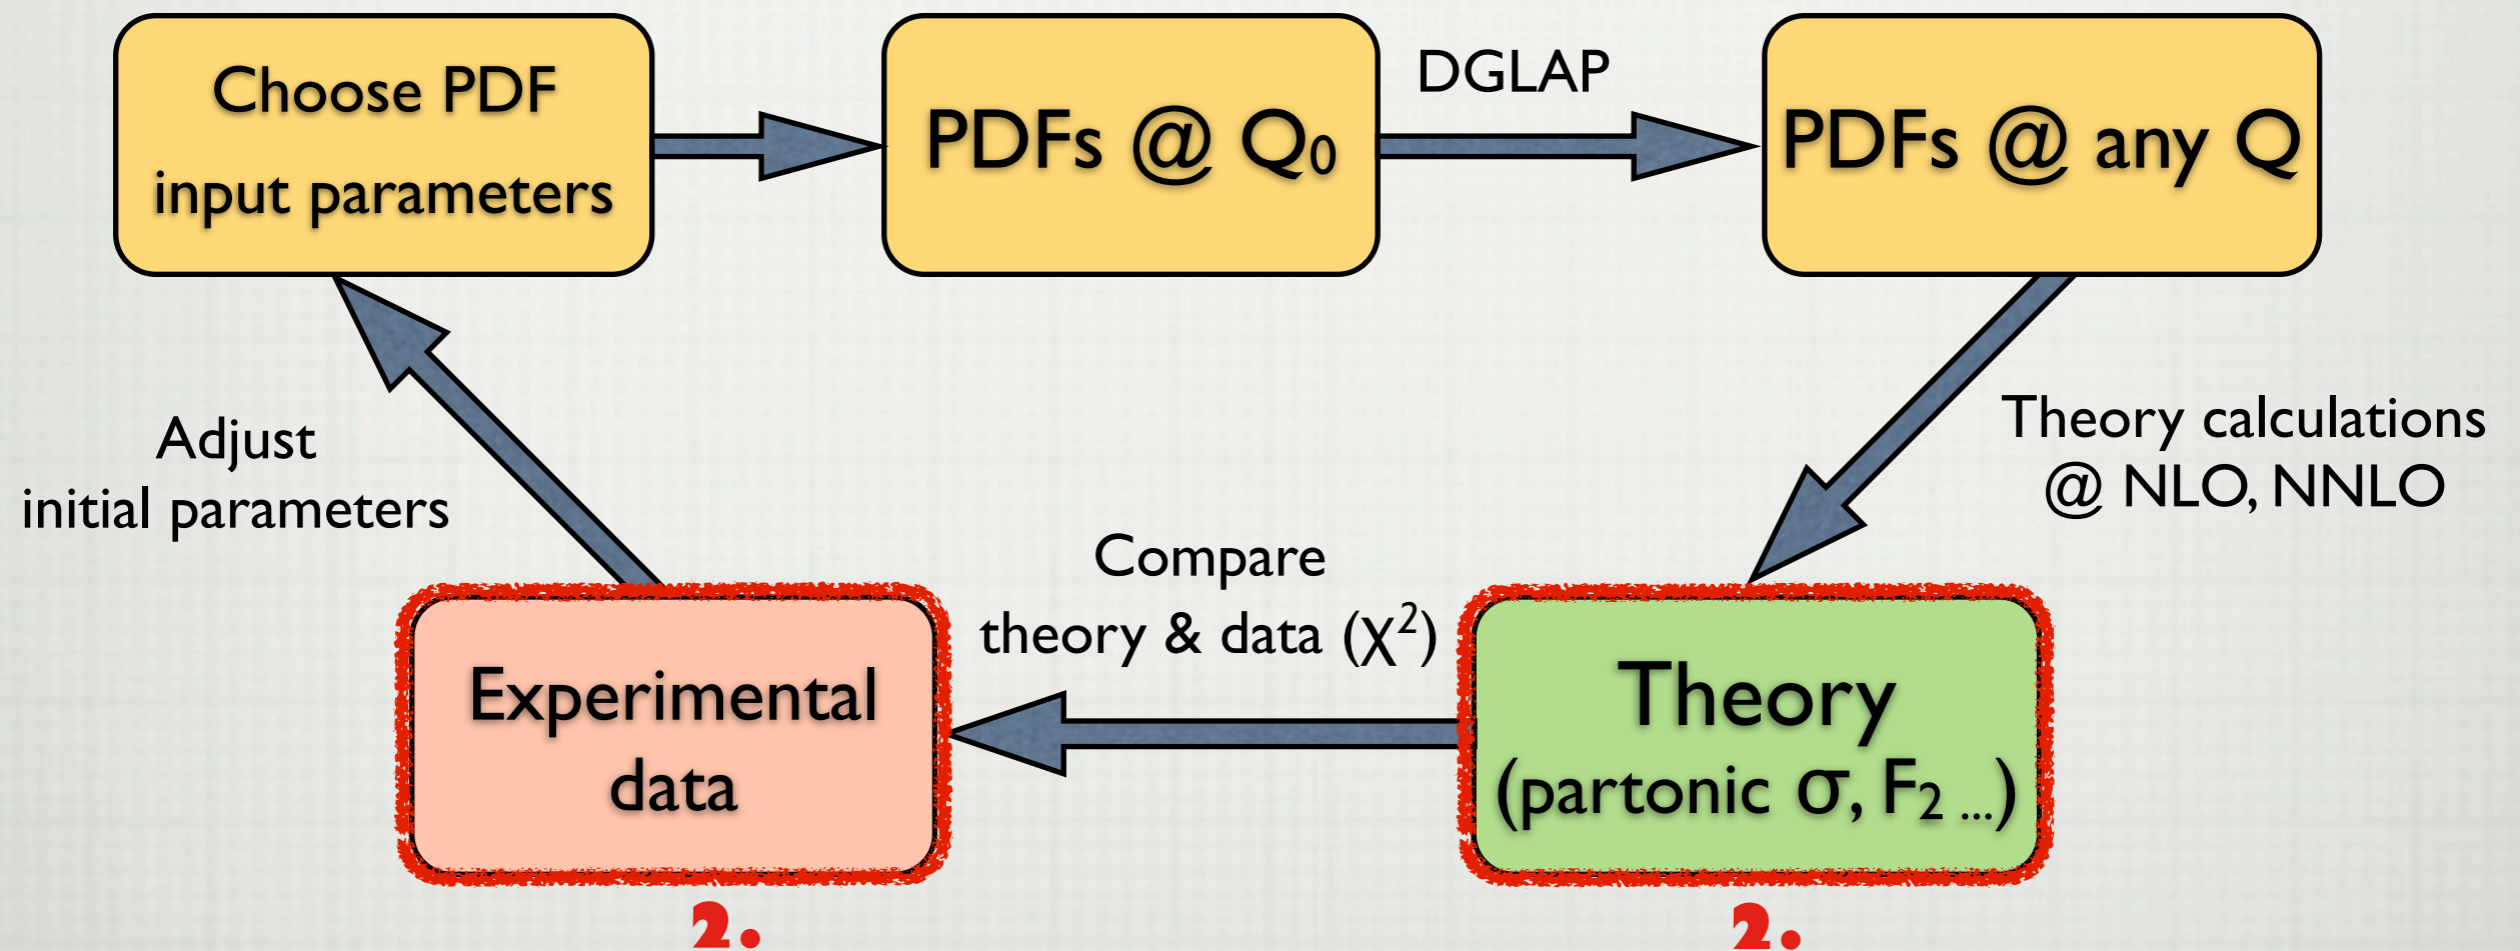 Choose PDF
input parameters
PDFs @ Q₀
DGLAP
PDFs @ any Q
Adjust
initial parameters
Theory calculations
@ NLO, NNLO
Compare
theory & data (χ²)
Experimental
data
Theory
(partonic σ, F₂ ...)
2.
2.